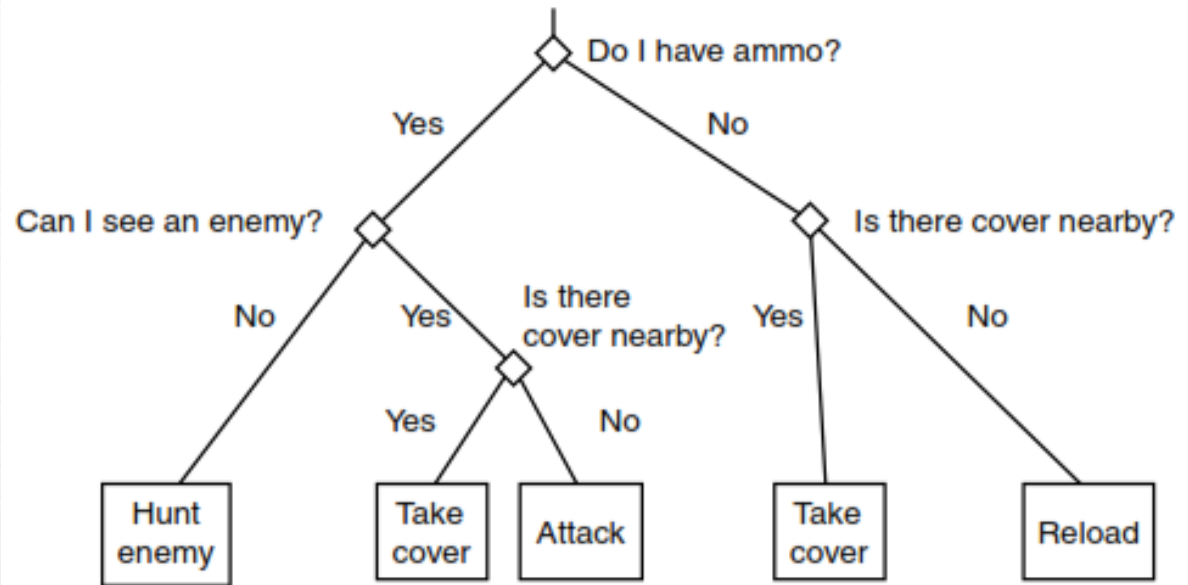 Do I have ammo?
Yes
No
Can I see an enemy?
Is there cover nearby?
No
Yes
Is there
cover nearby?
Yes
No
Yes
No
Hunt
enemy
Take
cover
Attack
Take
cover
Reload